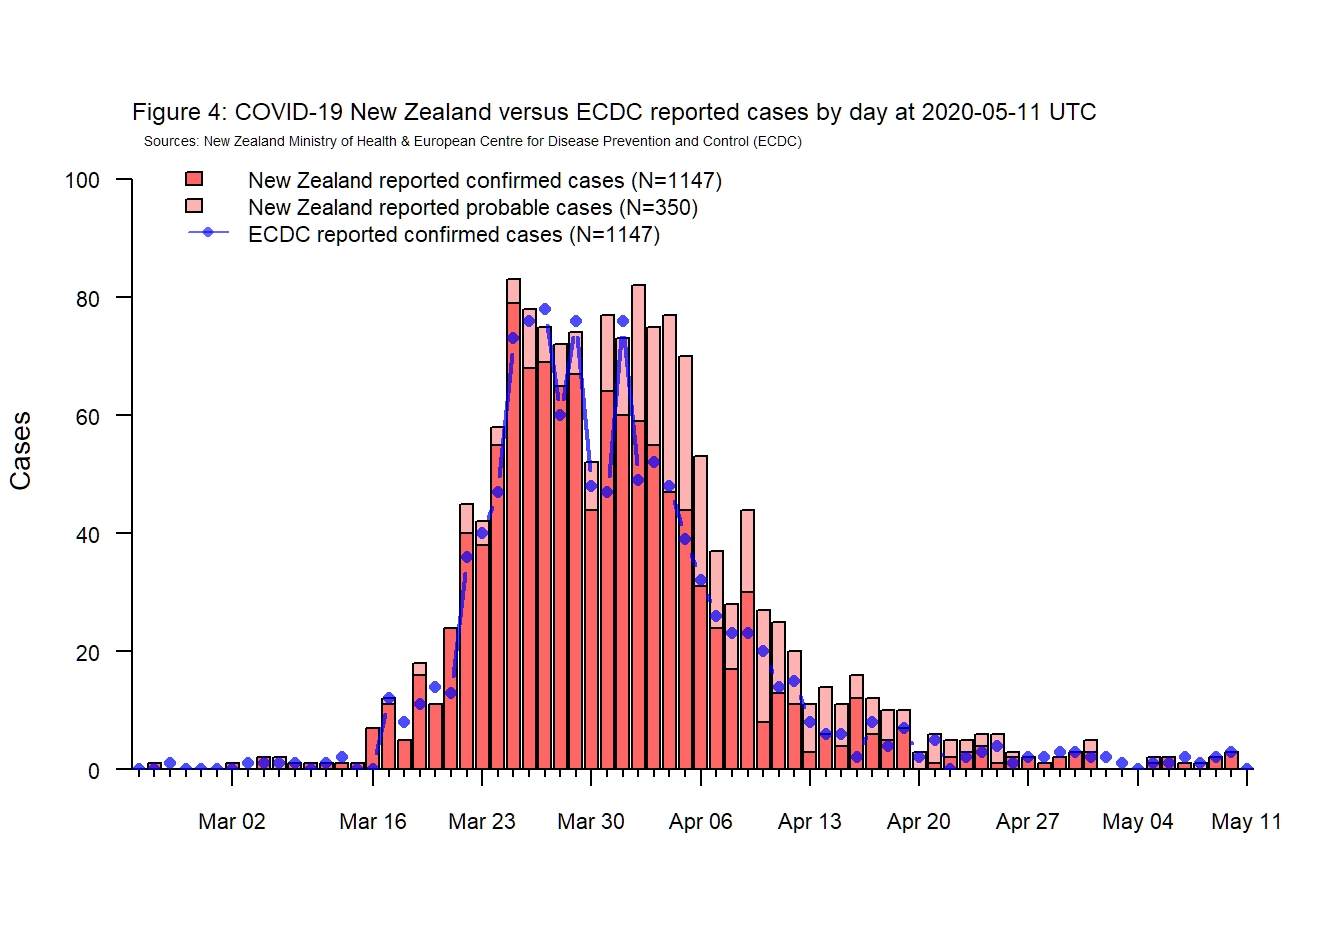 Figure 4: COVID-19 New Zealand versus ECDC reported cases by day at 2020-05-11 UTC
Sources: New Zealand Ministry of Health & European Centre for Disease Prevention and Control (ECDC)
New Zealand reported confirmed cases (N=1147)
New Zealand reported probable cases (N=350)
ECDC reported confirmed cases (N=1147)
Cases
100
80
60
40
20
0
Mar 02 Mar 16 Mar 23 Mar 30 Apr 06 Apr 13 Apr 20 Apr 27 May 04 May 11